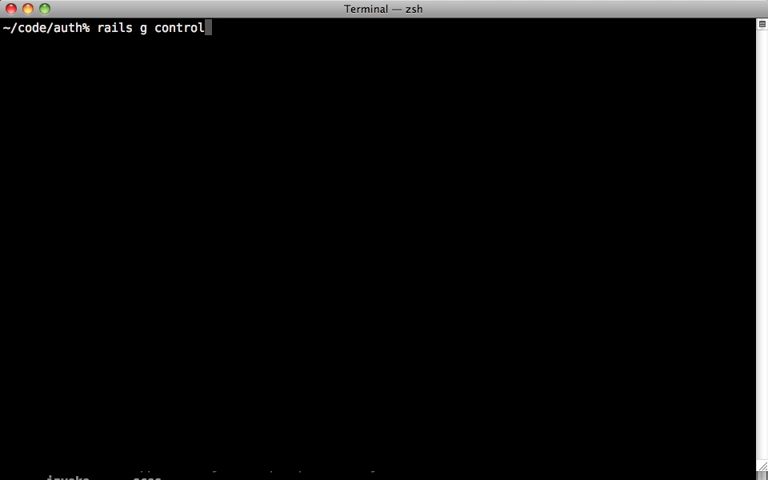 Terminal — zsh
~/code/auth% rails g control